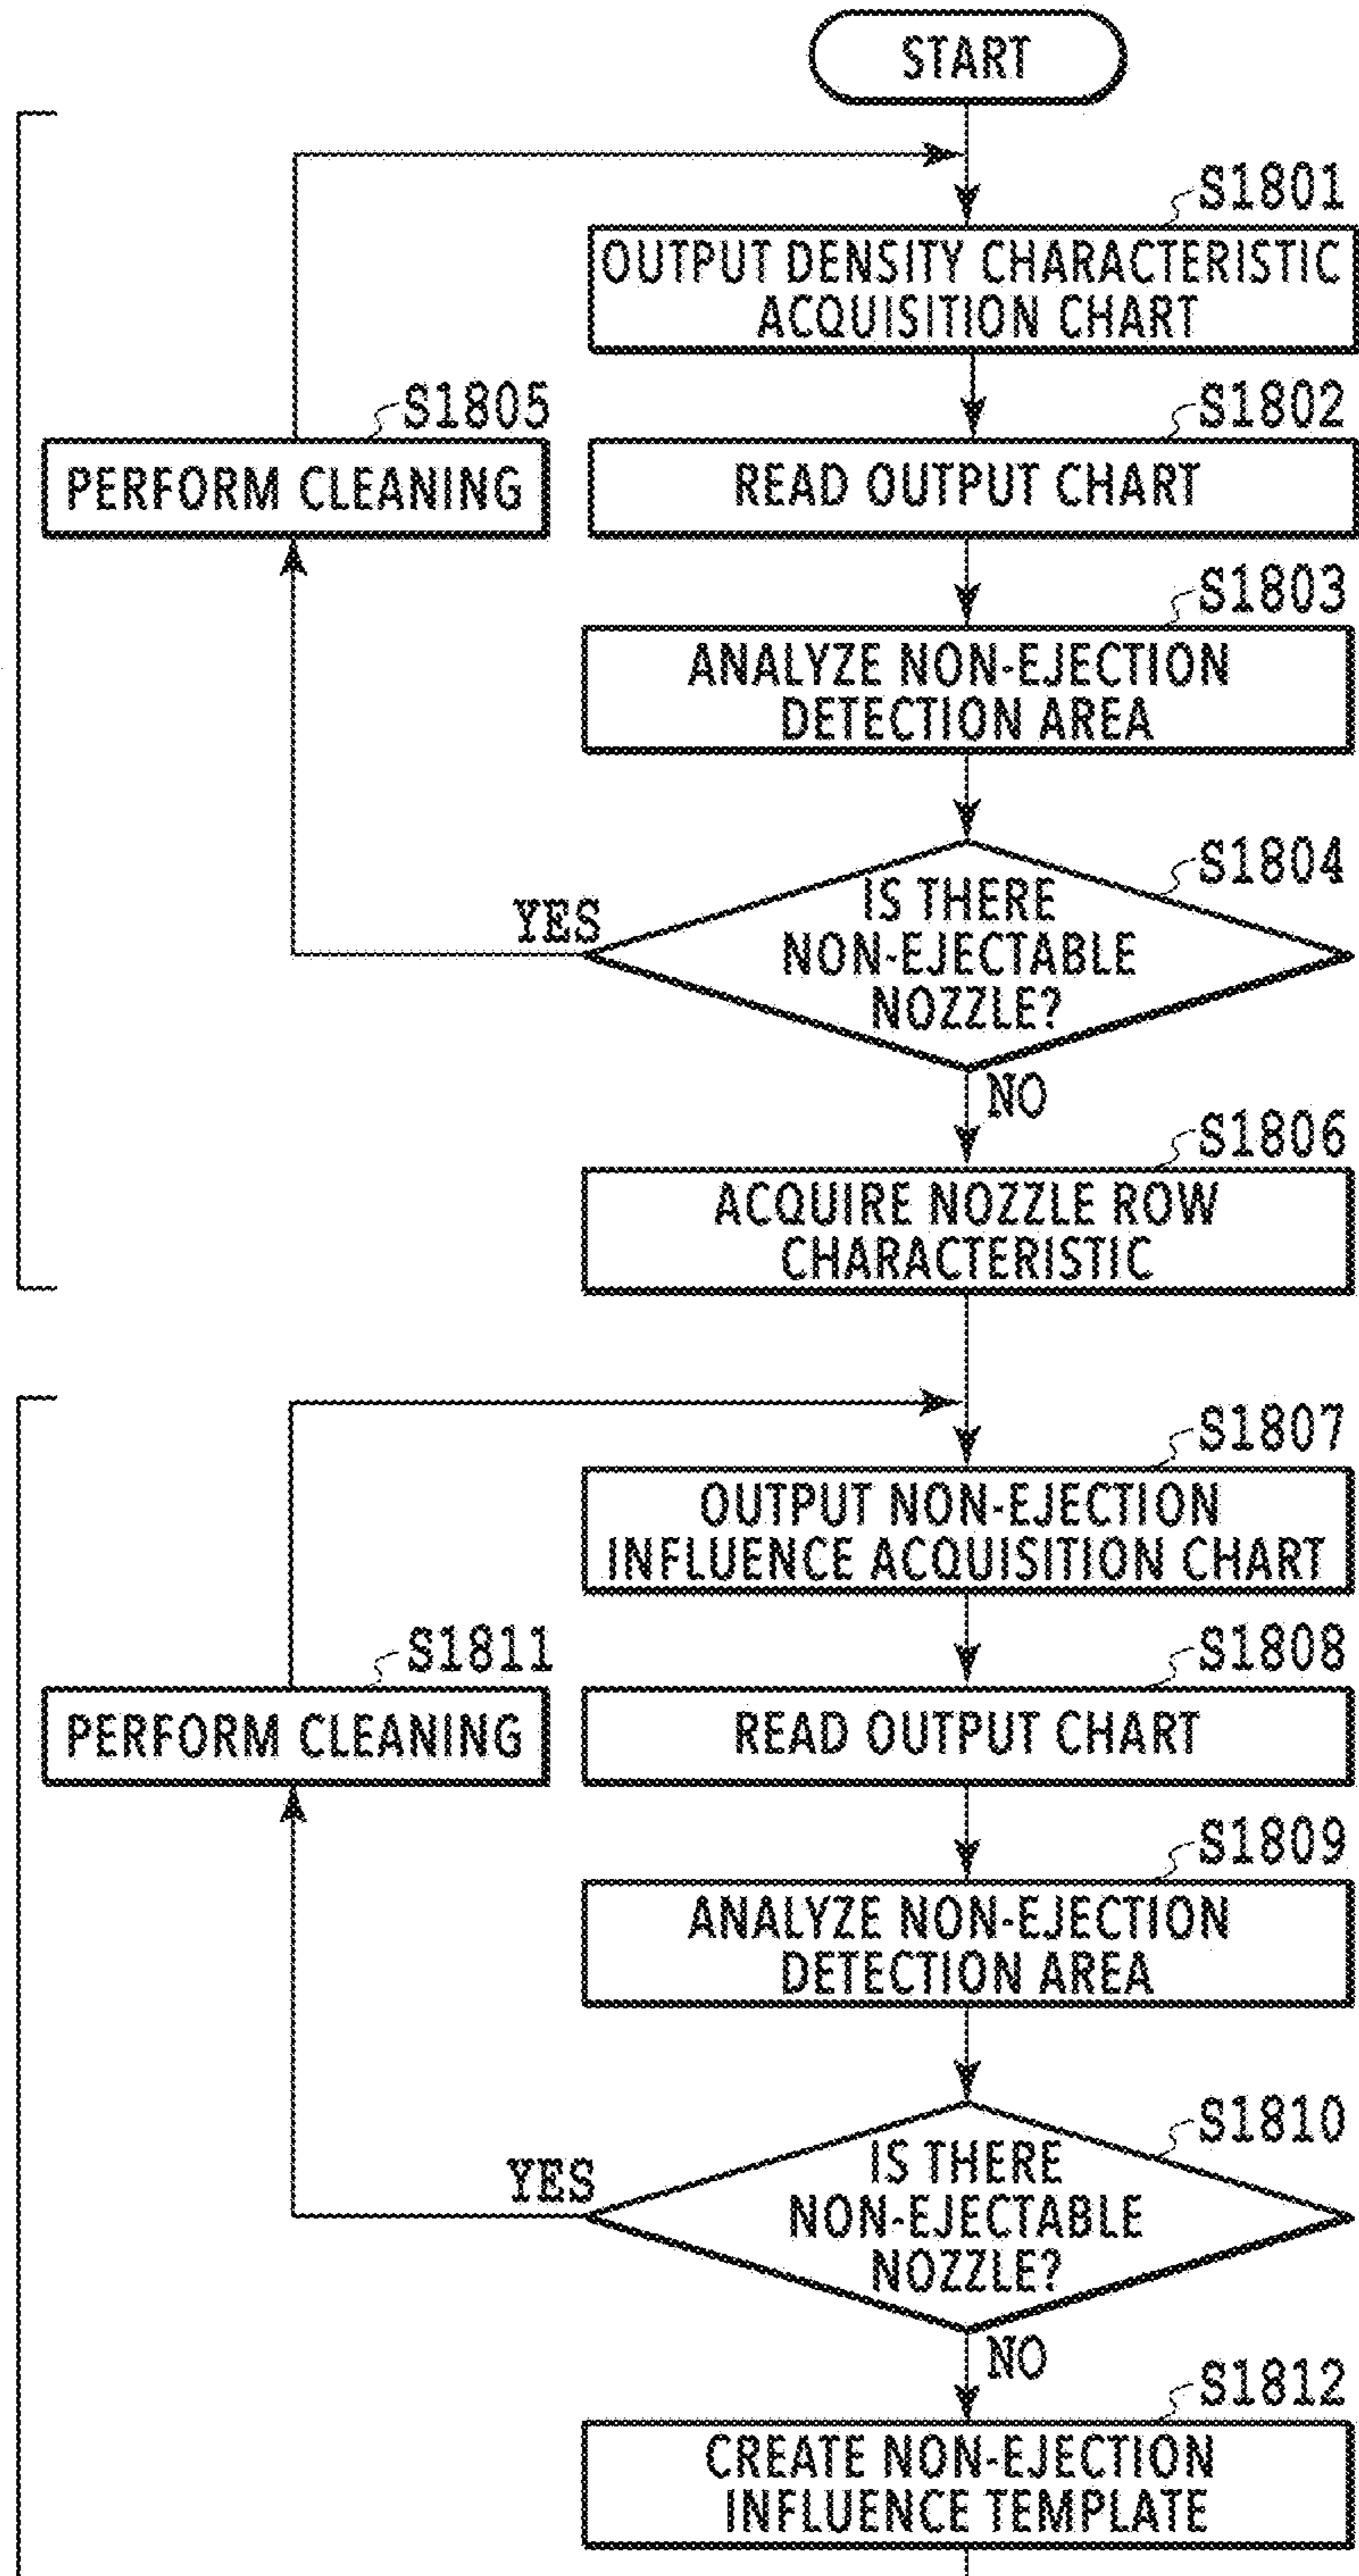 START
S1801
OUTPUT DENSITY CHARACTERISTIC
ACQUISITION CHART
S1805
PERFORM CLEANING
S1802
READ OUTPUT CHART
S1803
ANALYZE NON-EJECTION
DETECTION AREA
S1804
IS THERE
NON-EJECTABLE
NOZZLE?
YES
NO
S1806
ACQUIRE NOZZLE ROW
CHARACTERISTIC
S1807
OUTPUT NON-EJECTION
INFLUENCE ACQUISITION CHART
S1811
PERFORM CLEANING
S1808
READ OUTPUT CHART
S1809
ANALYZE NON-EJECTION
DETECTION AREA
S1810
IS THERE
NON-EJECTABLE
NOZZLE?
YES
NO
S1812
CREATE NON-EJECTION
INFLUENCE TEMPLATE